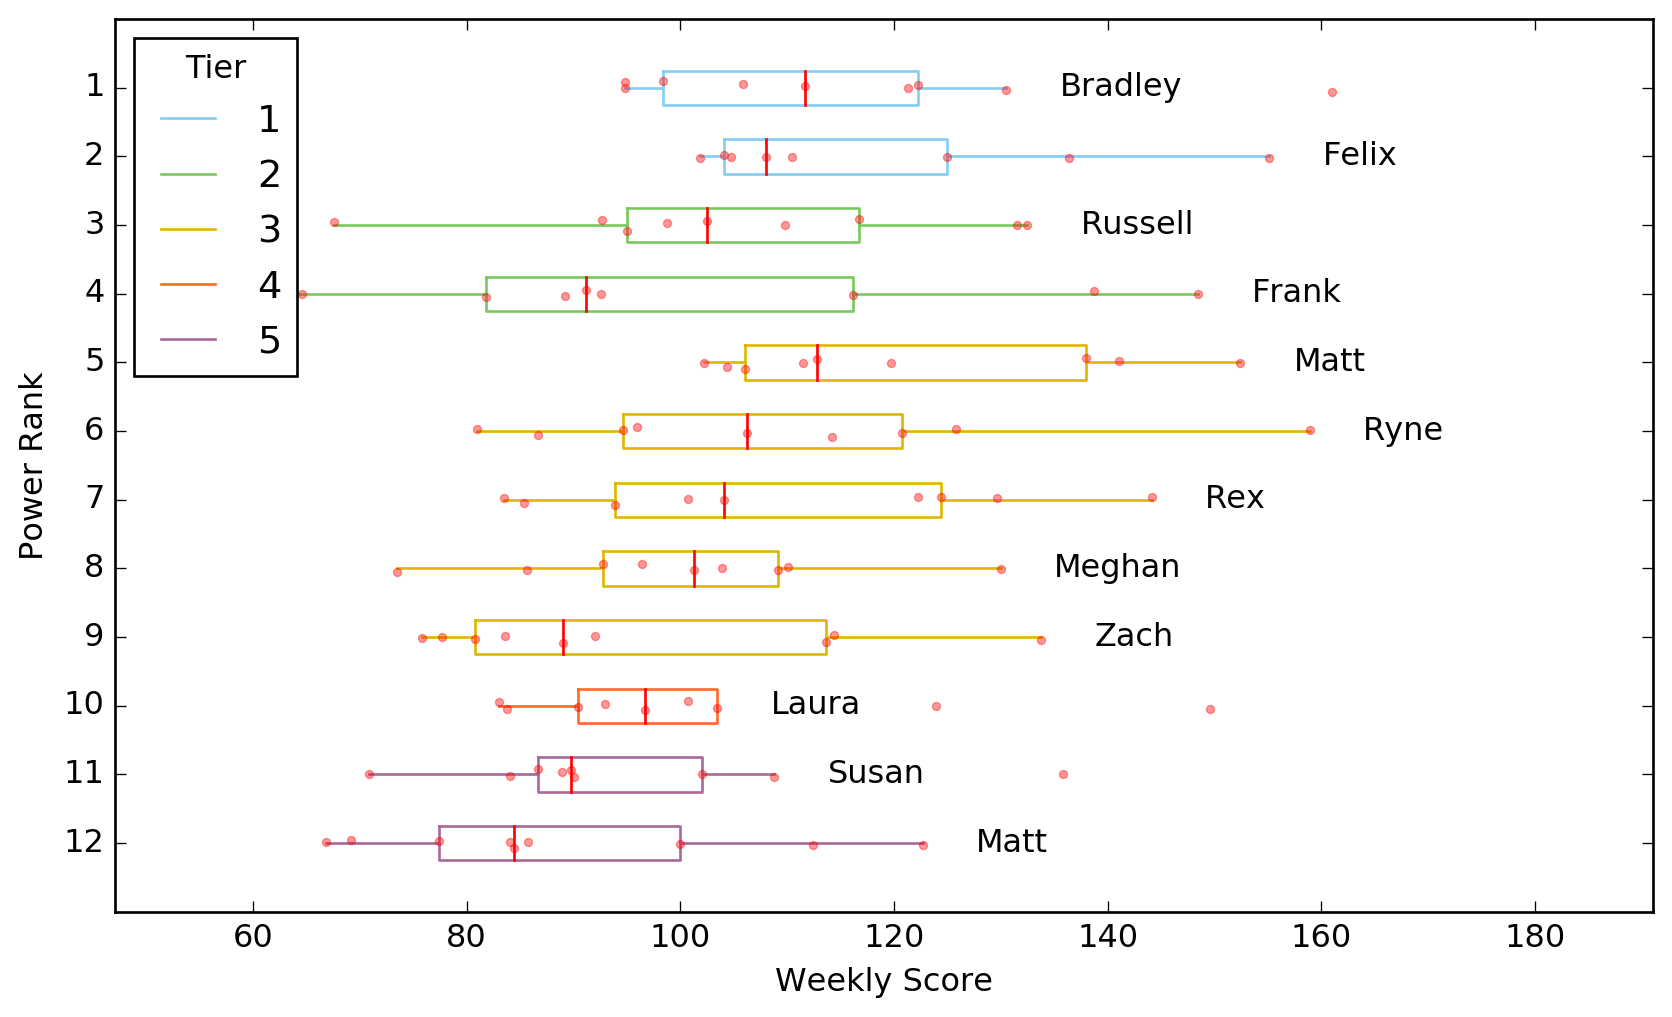 Tier
1
2
3
4
5
1 Bradley
2 Felix
3 Russell
4 Frank
5 Matt
6 Ryne
7 Rex
8 Meghan
9 Zach
10 Laura
11 Susan
12 Matt
Power Rank
60 80 100 120 140 160 180
Weekly Score